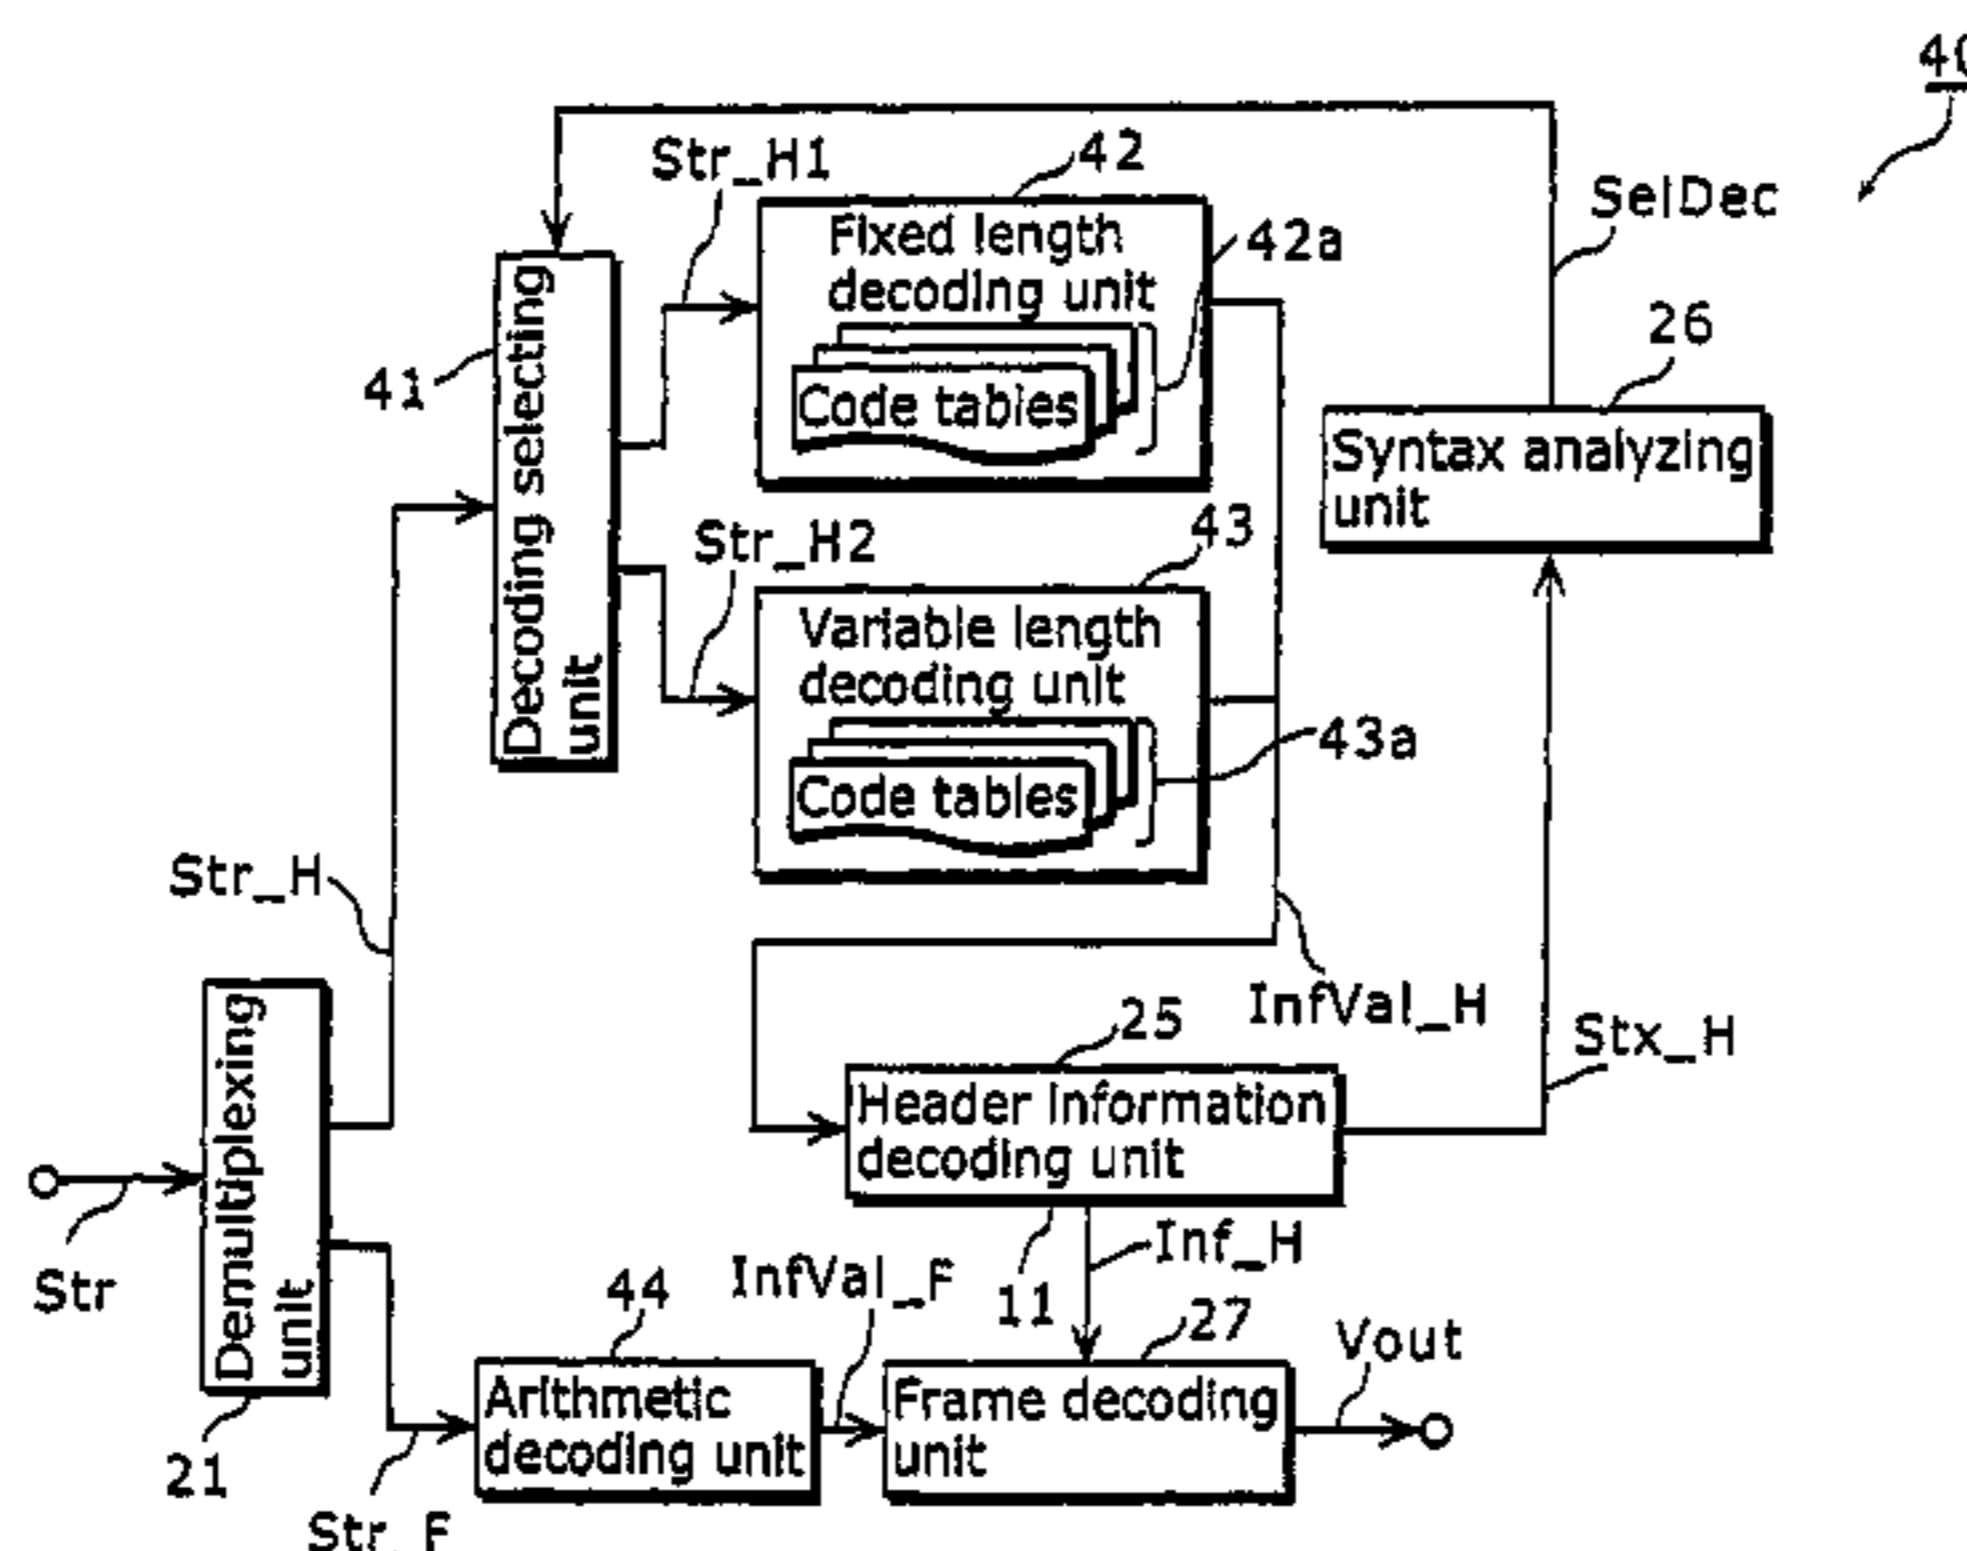 40
SelDec
Str_H1
42
Fixed length
decoding unit
42a
Code tables
26
Syntax analyzing
unit
41
Decoding selecting
unit
Str_H2
43
Variable length
decoding unit
43a
Code tables
Str_H
InfVal_H
25
Stx_H
Header information
decoding unit
Demultiplexing
unit
Str
21
Inf_H
11
44
InfVal_F
27
Vout
Arithmetic
decoding unit
Frame decoding
unit
Str_F